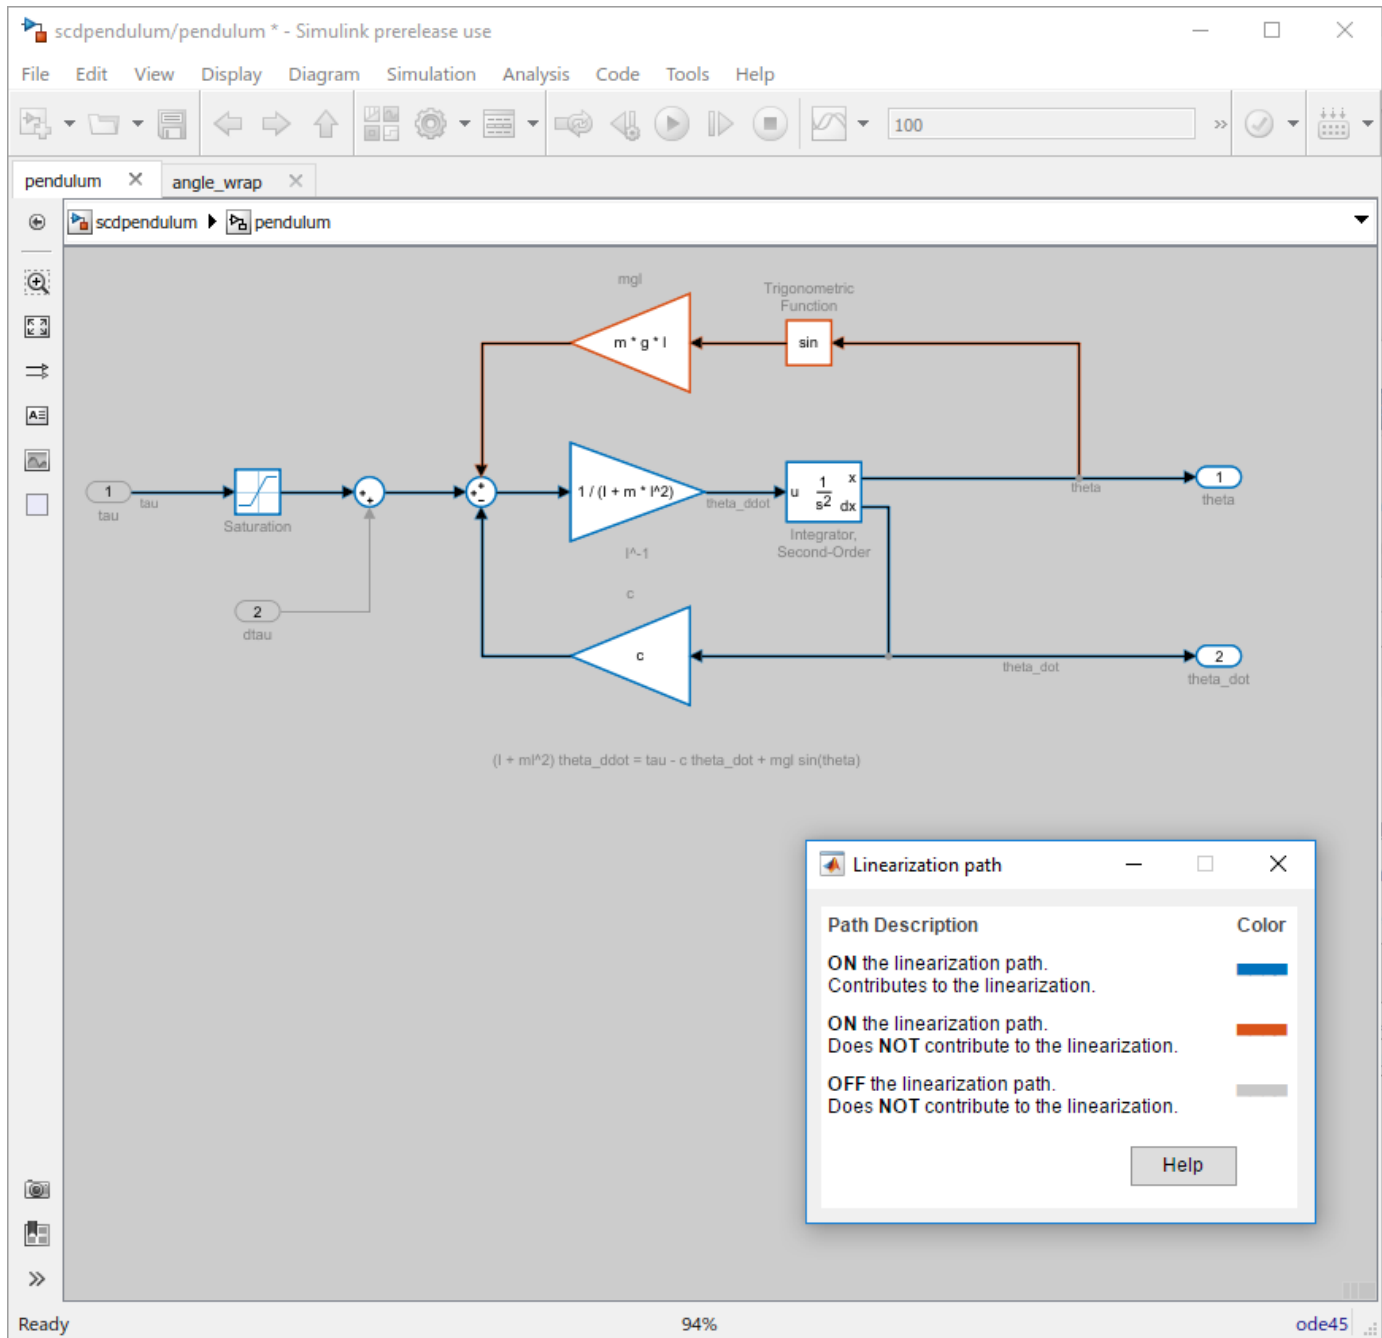 scdpendulum/pendulum * - Simulink prerelease use
File Edit View Display Diagram Simulation Analysis Code Tools Help
100
pendulum
angle_wrap
scdpendulum
pendulum
mgl
Trigonometric
Function
m * g * l
sin
1
tau
tau
Saturation
1 / (I + m * l^2)
theta_ddot
u
1
s2
x
dx
Integrator,
Second-Order
theta
1
theta
I^-1
c
2
dtau
c
theta_dot
2
theta_dot
(I + ml^2) theta_ddot = tau - c theta_dot + mgl sin(theta)
Linearization path
Path Description Color
ON the linearization path.
Contributes to the linearization.
ON the linearization path.
Does NOT contribute to the linearization.
OFF the linearization path.
Does NOT contribute to the linearization.
Help
Ready 94% ode45